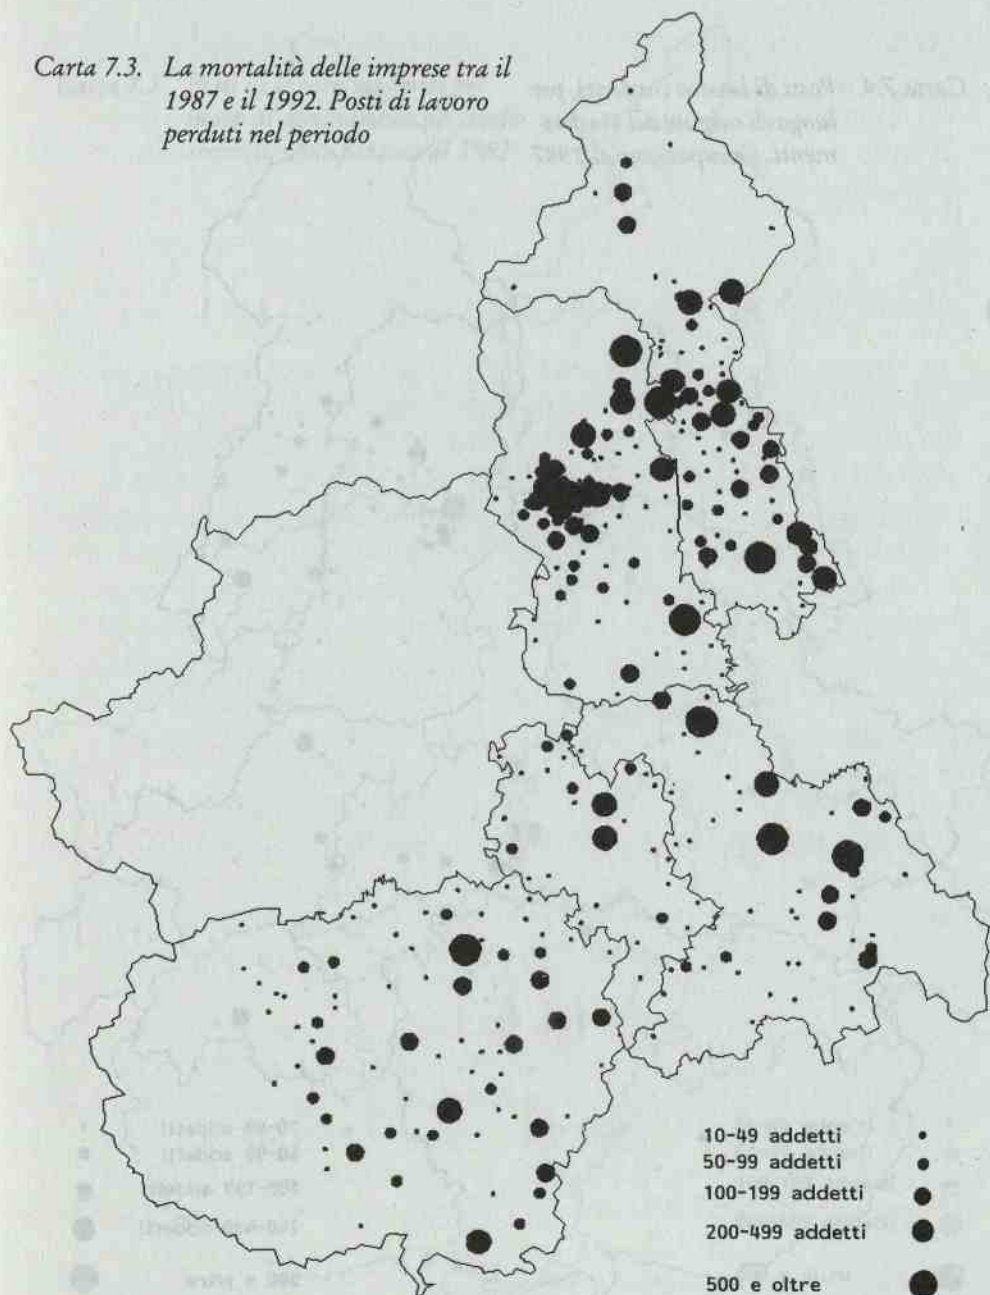 Carta 7.3. La mortalità delle imprese tra il
1987 e il 1992. Posti di lavoro
perduti nel periodo
10-49 addetti
50-99 addetti
100-199 addetti
200-499 addetti
500 e oltre